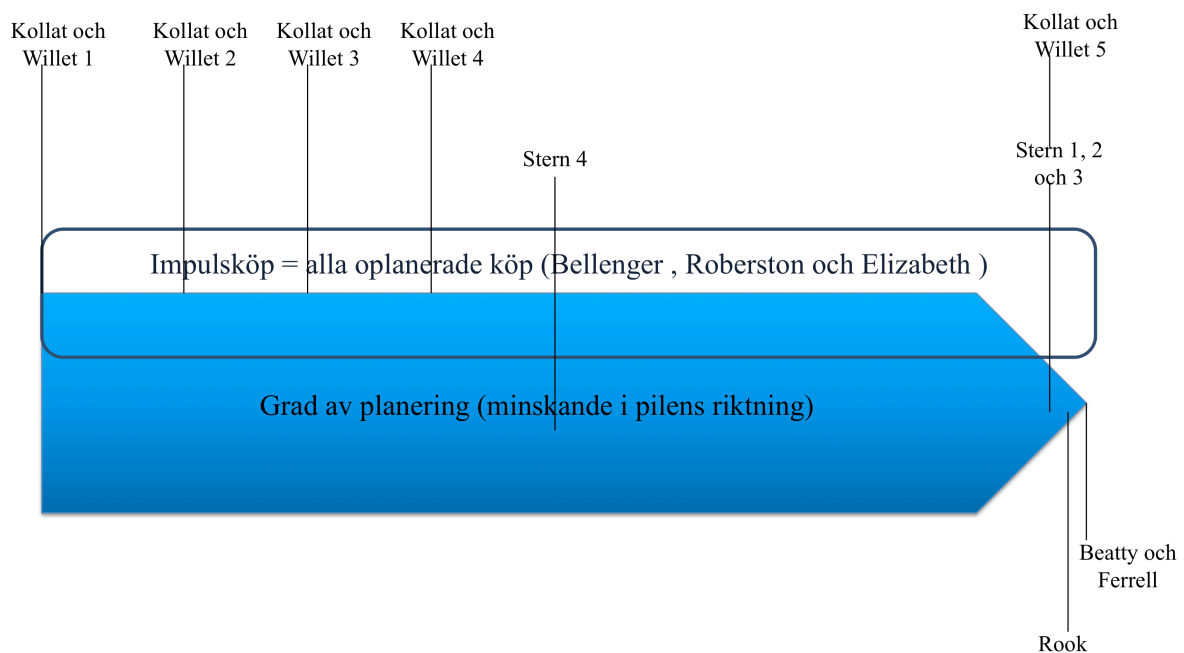 Kollat och
Willet 1
Kollat och
Willet 2
Kollat och
Willet 3
Kollat och
Willet 4
Kollat och
Willet 5
Stern 4
Stern 1, 2
och 3
Impulsköp = alla oplanerade köp (Bellenger , Roberston och Elizabeth )
Grad av planering (minskande i pilens riktning)
Beatty och
Ferrell
Rook